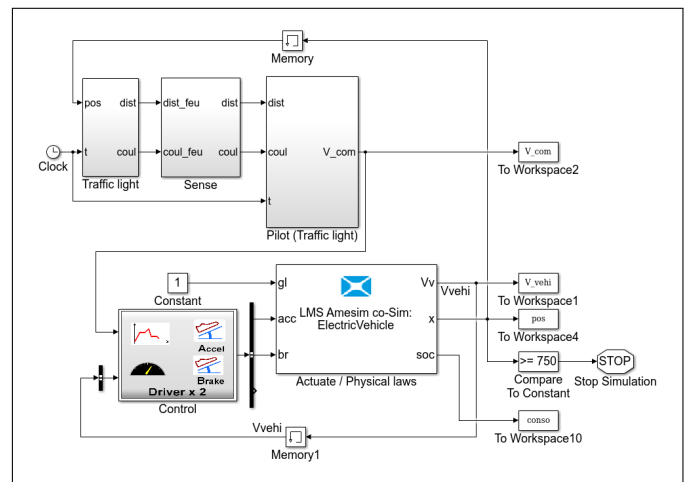 Memory
pos
dist
dist_feu
dist
dist
t
coul
coul_feu
coul
coul
V_com
t
Clock
Traffic light
Sense
Pilot (Traffic light)
V_com
To Workspace2
1
Constant
gl
acc
br
LMS Amesim co-Sim:
ElectricVehicle
Vv
x
soc
Actuate / Physical laws
Vvehi
V_vehi
To Workspace1
pos
To Workspace4
>= 750
Compare
To Constant
STOP
Stop Simulation
conso
To Workspace10
Accel
Brake
Driver x 2
Control
Vvehi
Memory1